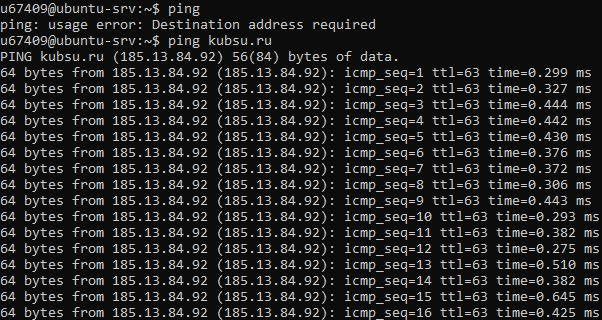 u67409@ubuntu-srv:~$ ping
ping: usage error: Destination address required
u67409@ubuntu-srv:~$ ping kubsu.ru
PING kubsu.ru (185.13.84.92) 56(84) bytes of data.
64 bytes from 185.13.84.92 (185.13.84.92): icmp_seq=1 ttl=63 time=0.299 ms
64 bytes from 185.13.84.92 (185.13.84.92): icmp_seq=2 ttl=63 time=0.327 ms
64 bytes from 185.13.84.92 (185.13.84.92): icmp_seq=3 ttl=63 time=0.444 ms
64 bytes from 185.13.84.92 (185.13.84.92): icmp_seq=4 ttl=63 time=0.442 ms
64 bytes from 185.13.84.92 (185.13.84.92): icmp_seq=5 ttl=63 time=0.430 ms
64 bytes from 185.13.84.92 (185.13.84.92): icmp_seq=6 ttl=63 time=0.376 ms
64 bytes from 185.13.84.92 (185.13.84.92): icmp_seq=7 ttl=63 time=0.372 ms
64 bytes from 185.13.84.92 (185.13.84.92): icmp_seq=8 ttl=63 time=0.306 ms
64 bytes from 185.13.84.92 (185.13.84.92): icmp_seq=9 ttl=63 time=0.443 ms
64 bytes from 185.13.84.92 (185.13.84.92): icmp_seq=10 ttl=63 time=0.293 ms
64 bytes from 185.13.84.92 (185.13.84.92): icmp_seq=11 ttl=63 time=0.382 ms
64 bytes from 185.13.84.92 (185.13.84.92): icmp_seq=12 ttl=63 time=0.275 ms
64 bytes from 185.13.84.92 (185.13.84.92): icmp_seq=13 ttl=63 time=0.510 ms
64 bytes from 185.13.84.92 (185.13.84.92): icmp_seq=14 ttl=63 time=0.382 ms
64 bytes from 185.13.84.92 (185.13.84.92): icmp_seq=15 ttl=63 time=0.645 ms
64 bytes from 185.13.84.92 (185.13.84.92): icmp_seq=16 ttl=63 time=0.425 ms